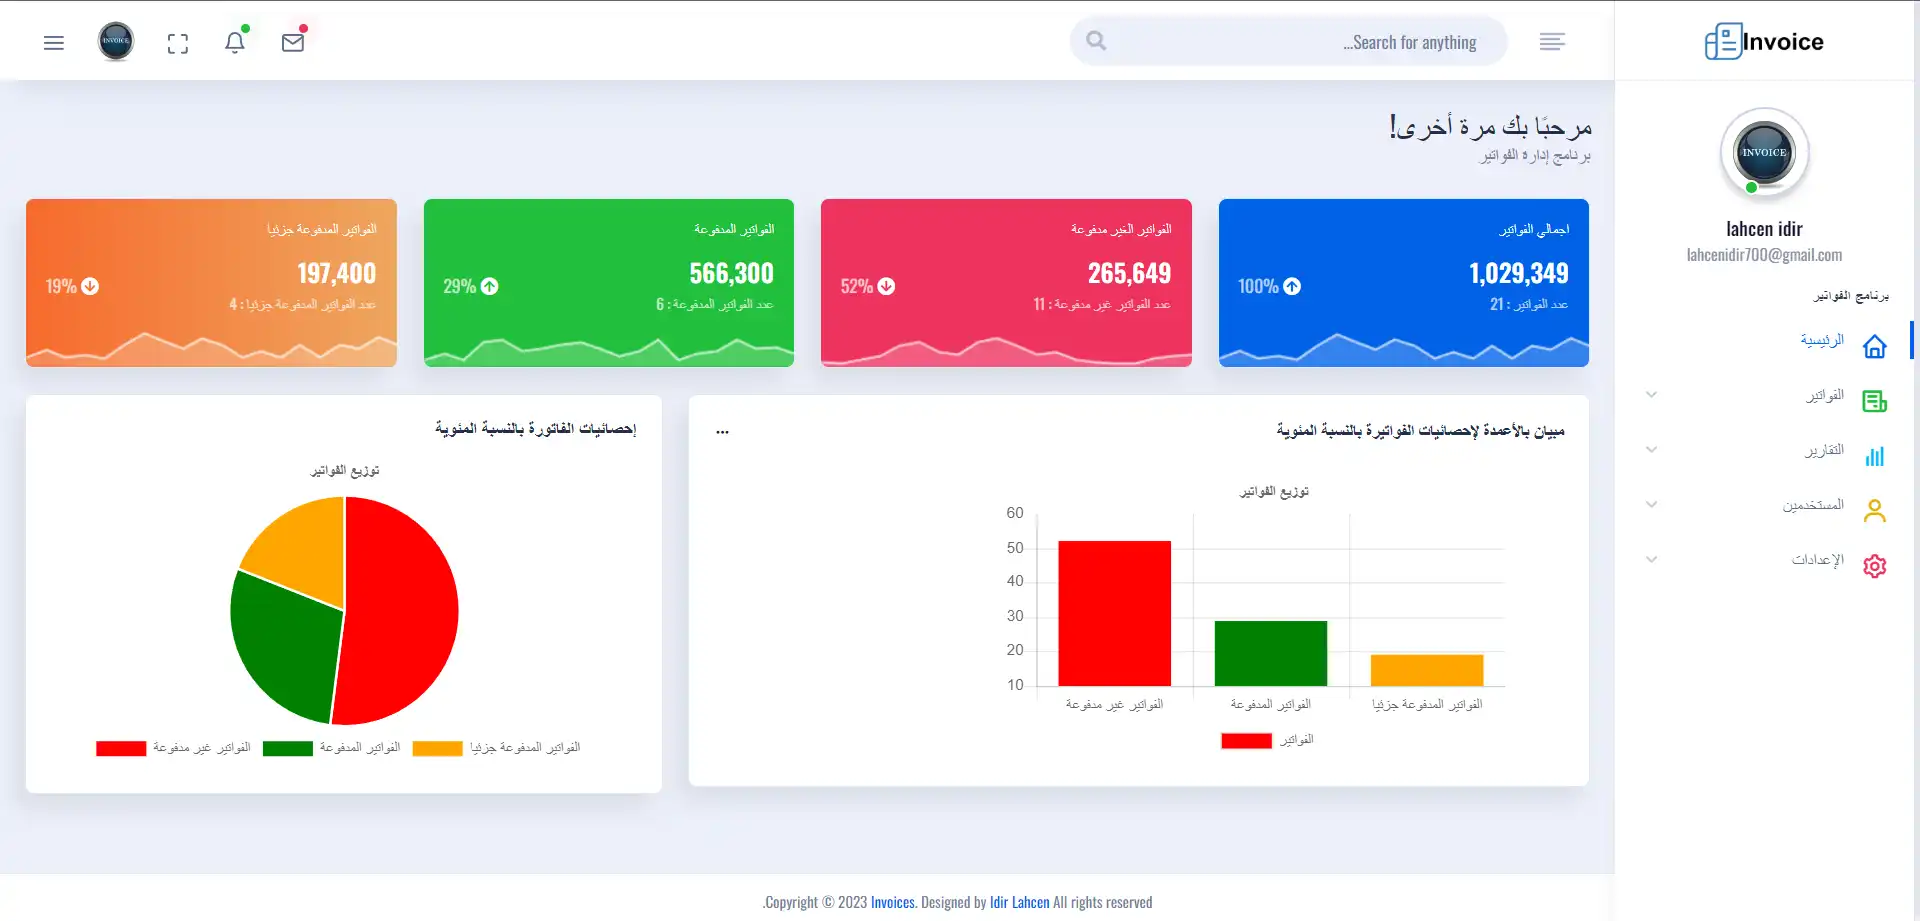 Invoice
Search for anything...
INVOICE
INVOICE
lahcen idir
lahcenidir700@gmail.com
برنامج الفواتير
الرئيسية
الفواتير
التقارير
المستخدمين
الإعدادات
مرحبًا بك مرة أخرى!
برنامج إدارة الفواتير
اجمالي الفواتير
1,029,349
عدد الفواتير : 21
100%
الفواتير الغير مدفوعة
265,649
عدد الفواتير غير مدفوعة : 11
52%
الفواتير المدفوعة
566,300
عدد الفواتير المدفوعة : 6
29%
الفواتير المدفوعة جزئيا
197,400
عدد الفواتير المدفوعة جزئيا : 4
19%
مبيان بالأعمدة لإحصائيات الفواتيرة بالنسبة المئوية
...
توزيع الفواتير
60
50
40
30
20
10
الفواتير غير مدفوعة
الفواتير المدفوعة
الفواتير المدفوعة جزئيا
الفواتير
إحصائيات الفاتورة بالنسبة المئوية
توزيع الفواتير
الفواتير غير مدفوعة
الفواتير المدفوعة
الفواتير المدفوعة جزئيا
.Copyright © 2023 Invoices. Designed by Idir Lahcen All rights reserved